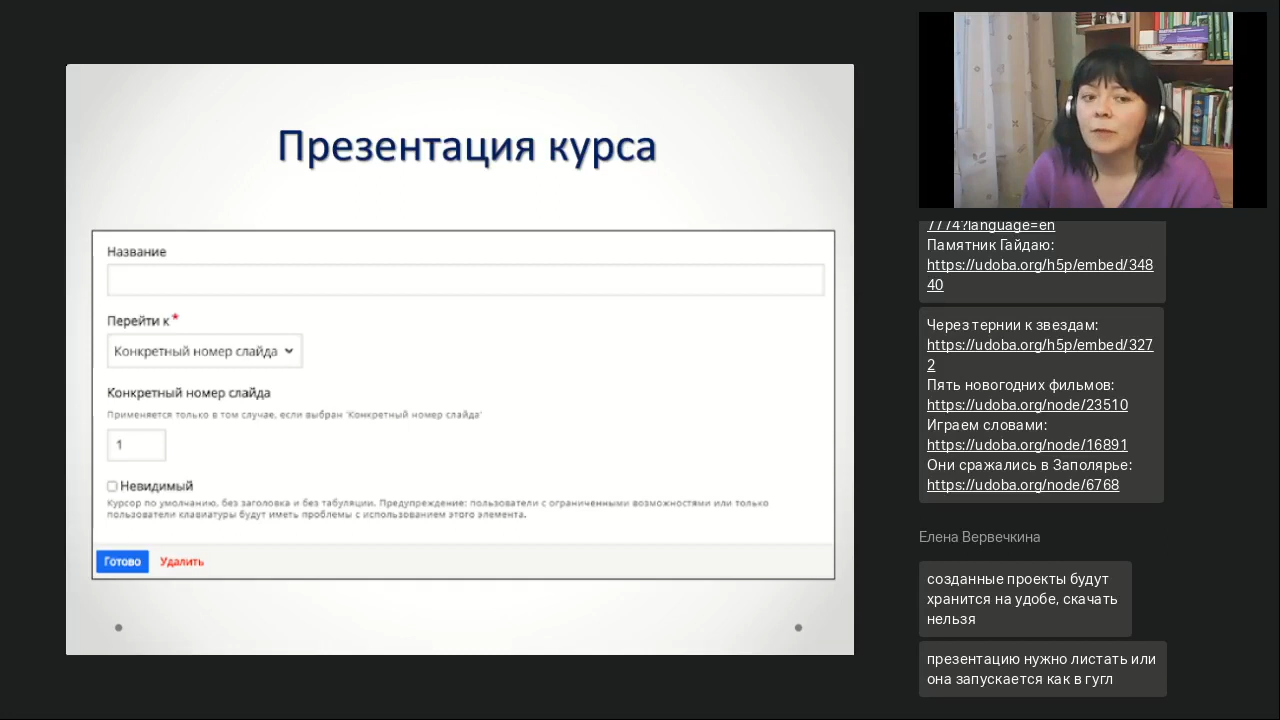 Презентация курса
Название
Перейти к*
Конкретный номер слайда
Конкретный номер слайда
Применяется только в том случае, если выбран 'Конкретный номер слайда'
1
Невидимый
Курсор по умолчанию, без заголовка и без табуляции. Предупреждение: пользователи с ограниченными возможностями или только
пользователи клавиатуры будут иметь проблемы с использованием этого элемента.
Готово Удалить
7774?language=en
Памятник Гайдаю:
https://udoba.org/h5p/embed/348
40
Через тернии к звездам:
https://udoba.org/h5p/embed/327
2
Пять новогодних фильмов:
https://udoba.org/node/23510
Играем словами:
https://udoba.org/node/16891
Они сражались в Заполярье:
https://udoba.org/node/6768
Елена Вервечкина
созданные проекты будут
хранится на удобе, скачать
нельзя
презентацию нужно листать или
она запускается как в гугл